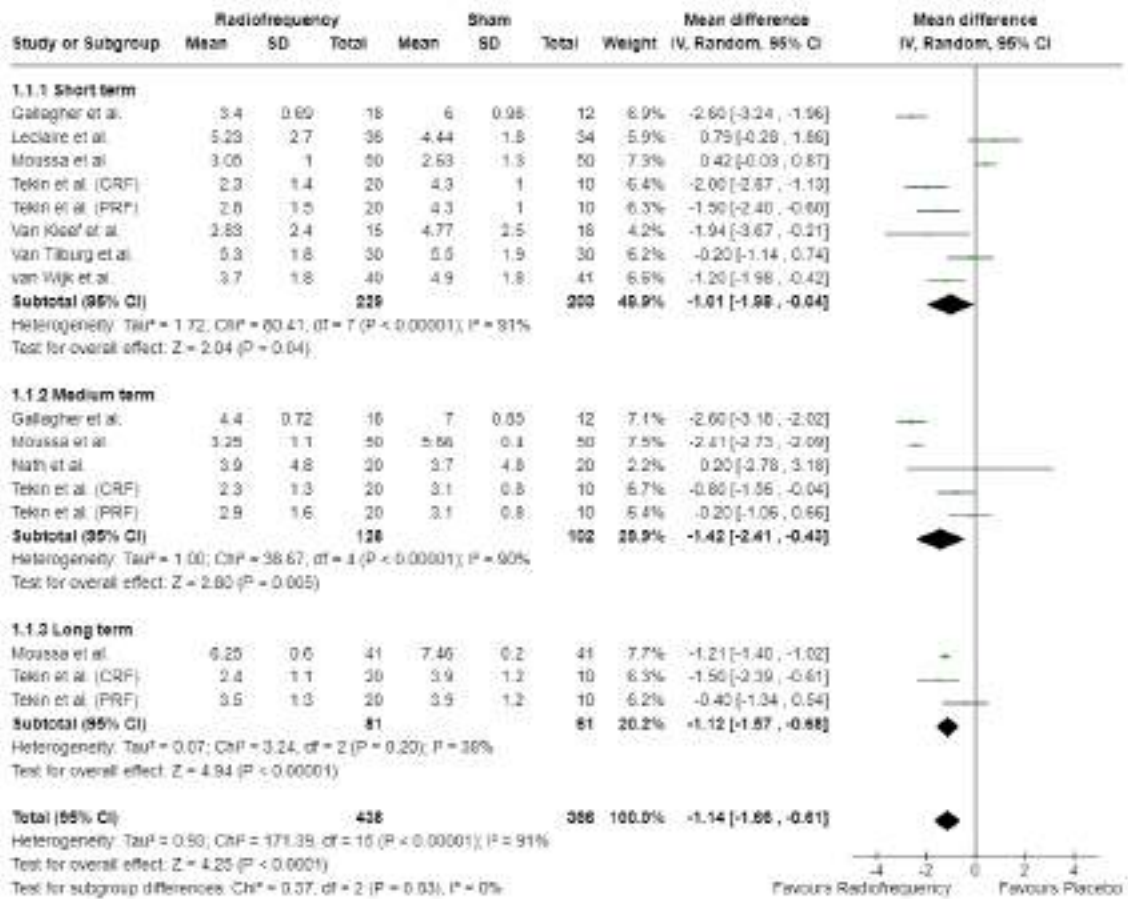 Radiofrequency Sham Mean difference Mean difference
Study or Subgroup Mean SD Total Mean SD Total Weight IV, Random, 95% CI IV, Random, 95% CI
1.1.1 Short term
Gallagher et al. 3.4 0.69 18 6 0.98 12 6.9% -2.60 [-3.24 , -1.96]
Leclaire et al. 5.23 2.7 36 4.44 1.8 34 5.9% 0.79 [-0.28 , 1.86]
Moussa et al. 3.05 1 50 2.63 1.3 50 7.3% 0.42 [-0.03 , 0.87]
Tekin et al. (CRF) 2.3 1.4 20 4.3 1 10 6.4% -2.00 [-2.87 , -1.13]
Tekin et al. (PRF) 2.8 1.5 20 4.3 1 10 6.3% -1.50 [-2.40 , -0.60]
Van Kleef et al. 2.83 2.4 15 4.77 2.5 16 4.2% -1.94 [-3.67 , -0.21]
Van Tilburg et al. 5.3 1.8 30 5.5 1.9 30 6.2% -0.20 [-1.14 , 0.74]
van Wijk et al. 3.7 1.8 40 4.9 1.8 41 6.6% -1.20 [-1.98 , -0.42]
Subtotal (95% CI) 229 203 49.9% -1.01 [-1.98 , -0.04]
Heterogeneity: Tau² = 1.72; Chi² = 80.41, df = 7 (P < 0.00001); I² = 91%
Test for overall effect: Z = 2.04 (P = 0.04)
1.1.2 Medium term
Gallagher et al. 4.4 0.72 18 7 0.83 12 7.1% -2.60 [-3.18 , -2.02]
Moussa et al. 3.25 1.1 50 5.66 0.4 50 7.5% -2.41 [-2.73 , -2.09]
Nath et al. 3.9 4.8 20 3.7 4.8 20 2.2% 0.20 [-2.78 , 3.18]
Tekin et al. (CRF) 2.3 1.3 20 3.1 0.8 10 6.7% -0.80 [-1.56 , -0.04]
Tekin et al. (PRF) 2.9 1.6 20 3.1 0.8 10 6.4% -0.20 [-1.06 , 0.66]
Subtotal (95% CI) 128 102 29.9% -1.42 [-2.41 , -0.43]
Heterogeneity: Tau² = 1.00; Chi² = 38.67, df = 4 (P < 0.00001); I² = 90%
Test for overall effect: Z = 2.80 (P = 0.005)
1.1.3 Long term
Moussa et al. 6.25 0.6 41 7.46 0.2 41 7.7% -1.21 [-1.40 , -1.02]
Tekin et al. (CRF) 2.4 1.1 20 3.9 1.2 10 6.3% -1.50 [-2.39 , -0.61]
Tekin et al. (PRF) 3.5 1.3 20 3.9 1.2 10 6.2% -0.40 [-1.34 , 0.54]
Subtotal (95% CI) 81 61 20.2% -1.12 [-1.57 , -0.68]
Heterogeneity: Tau² = 0.07; Chi² = 3.24, df = 2 (P = 0.20); I² = 38%
Test for overall effect: Z = 4.94 (P < 0.00001)
Total (95% CI) 438 366 100.0% -1.14 [-1.66 , -0.61]
Heterogeneity: Tau² = 0.93; Chi² = 171.39, df = 15 (P < 0.00001); I² = 91%
Test for overall effect: Z = 4.25 (P < 0.0001)
Test for subgroup differences: Chi² = 0.37, df = 2 (P = 0.83), I² = 0%
-4 -2 0 2 4
Favours Radiofrequency Favours Placebo